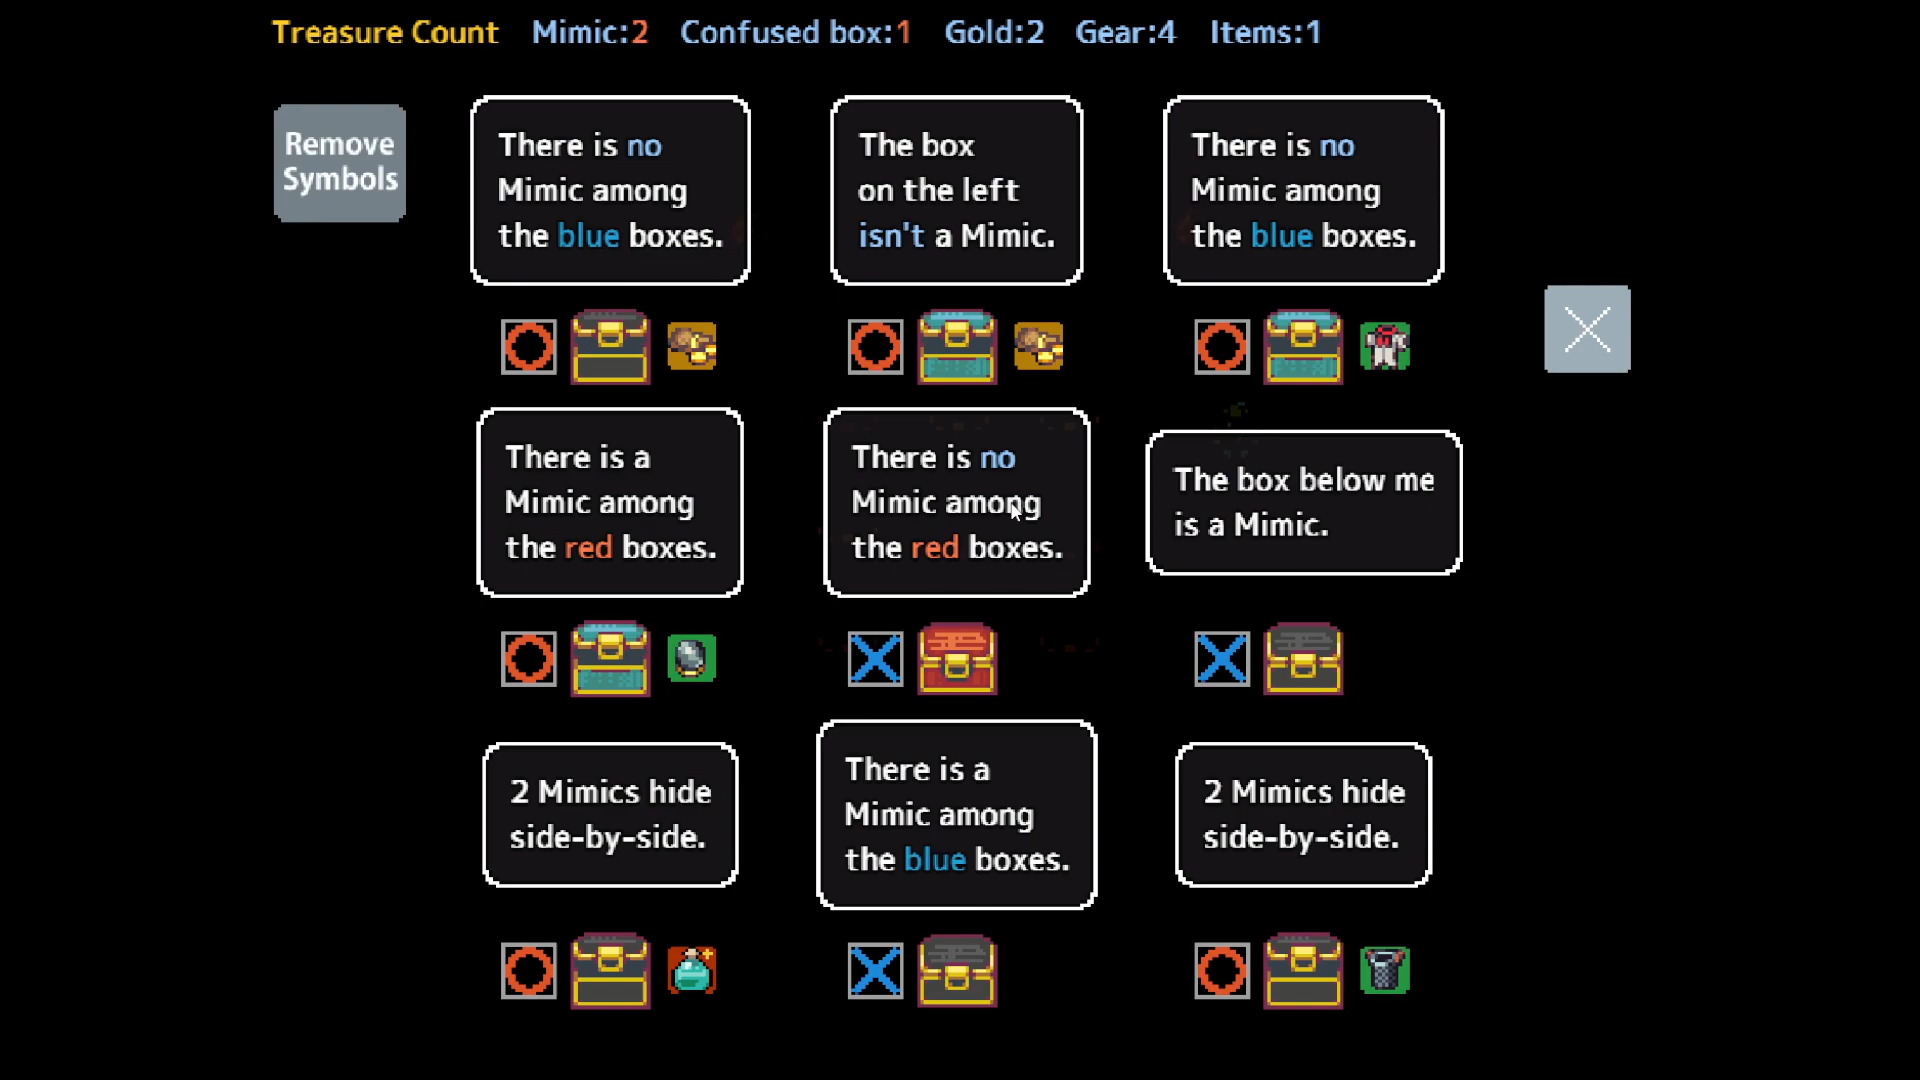 Treasure Count Mimic:2 Confused box:1 Gold:2 Gear:4 Items:1
Remove
Symbols
There is no
Mimic among
the blue boxes.
The box
on the left
isn't a Mimic.
There is no
Mimic among
the blue boxes.
There is a
Mimic among
the red boxes.
There is no
Mimic among
the red boxes.
The box below me
is a Mimic.
2 Mimics hide
side-by-side.
There is a
Mimic among
the blue boxes.
2 Mimics hide
side-by-side.